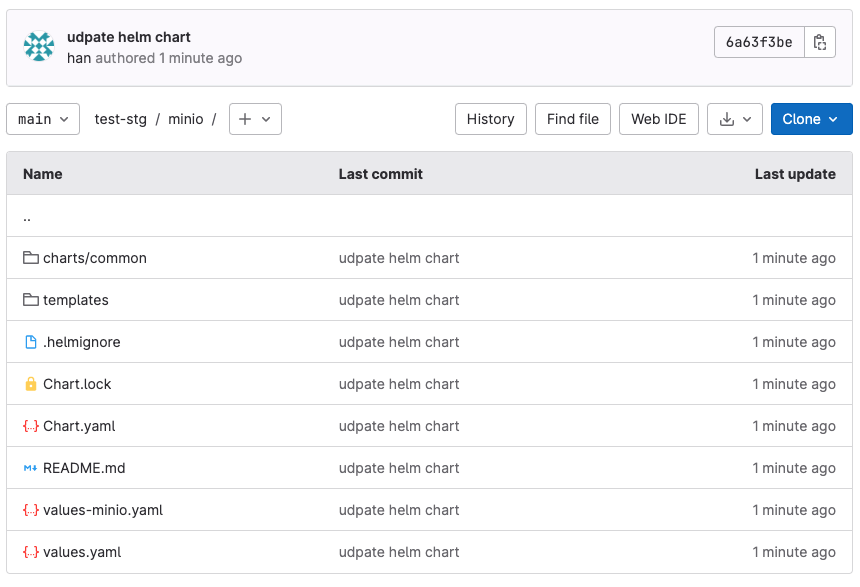 udpate helm chart
han authored 1 minute ago
6a63f3be
main test-stg / minio / +
History Find file Web IDE Clone
Name Last commit Last update
..
charts/common udpate helm chart 1 minute ago
templates udpate helm chart 1 minute ago
.helmignore udpate helm chart 1 minute ago
Chart.lock udpate helm chart 1 minute ago
{..} Chart.yaml udpate helm chart 1 minute ago
M↓ README.md udpate helm chart 1 minute ago
{..} values-minio.yaml udpate helm chart 1 minute ago
{..} values.yaml udpate helm chart 1 minute ago